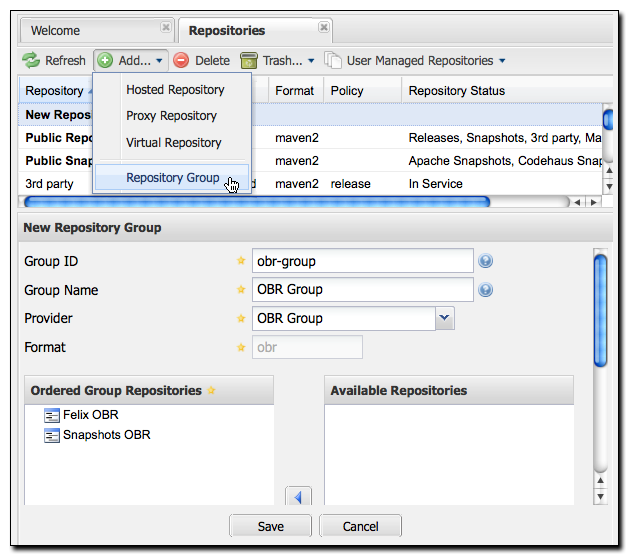 Welcome
Repositories
Refresh Add... Delete Trash... User Managed Repositories
Repository Format Policy Repository Status
Hosted Repository
New Repos
Proxy Repository
Public Repo maven2 Releases, Snapshots, 3rd party, Ma
Virtual Repository
Public Snap maven2 Apache Snapshots, Codehaus Snap
Repository Group
3rd party d maven2 release In Service
New Repository Group
Group ID obr-group
Group Name OBR Group
Provider OBR Group
Format obr
Ordered Group Repositories
Felix OBR
Snapshots OBR
Available Repositories
Save Cancel